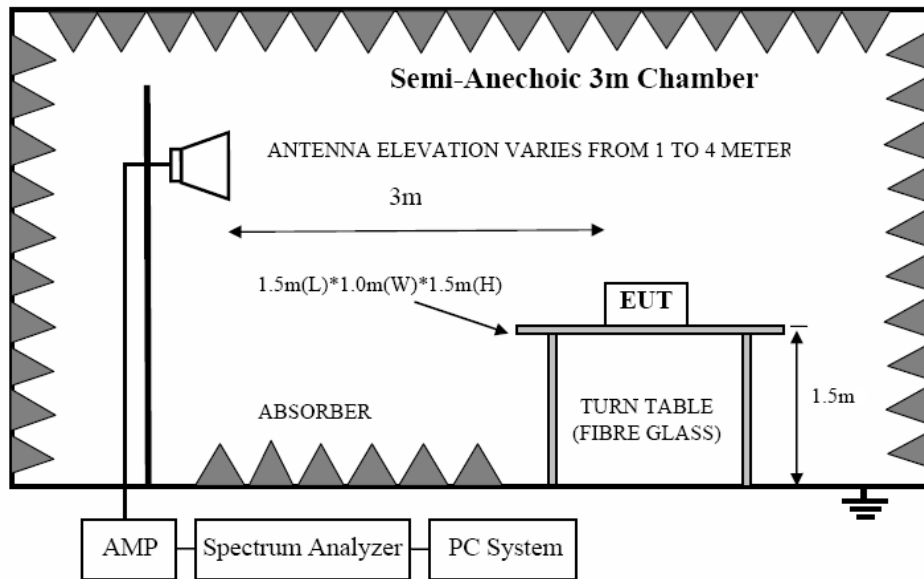 Semi-Anechoic 3m Chamber
ANTENNA ELEVATION VARIES FROM 1 TO 4 METER
3m
1.5m(L)*1.0m(W)*1.5m(H)
EUT
1.5m
ABSORBER
TURN TABLE
(FIBRE GLASS)
AMP
Spectrum Analyzer
PC System